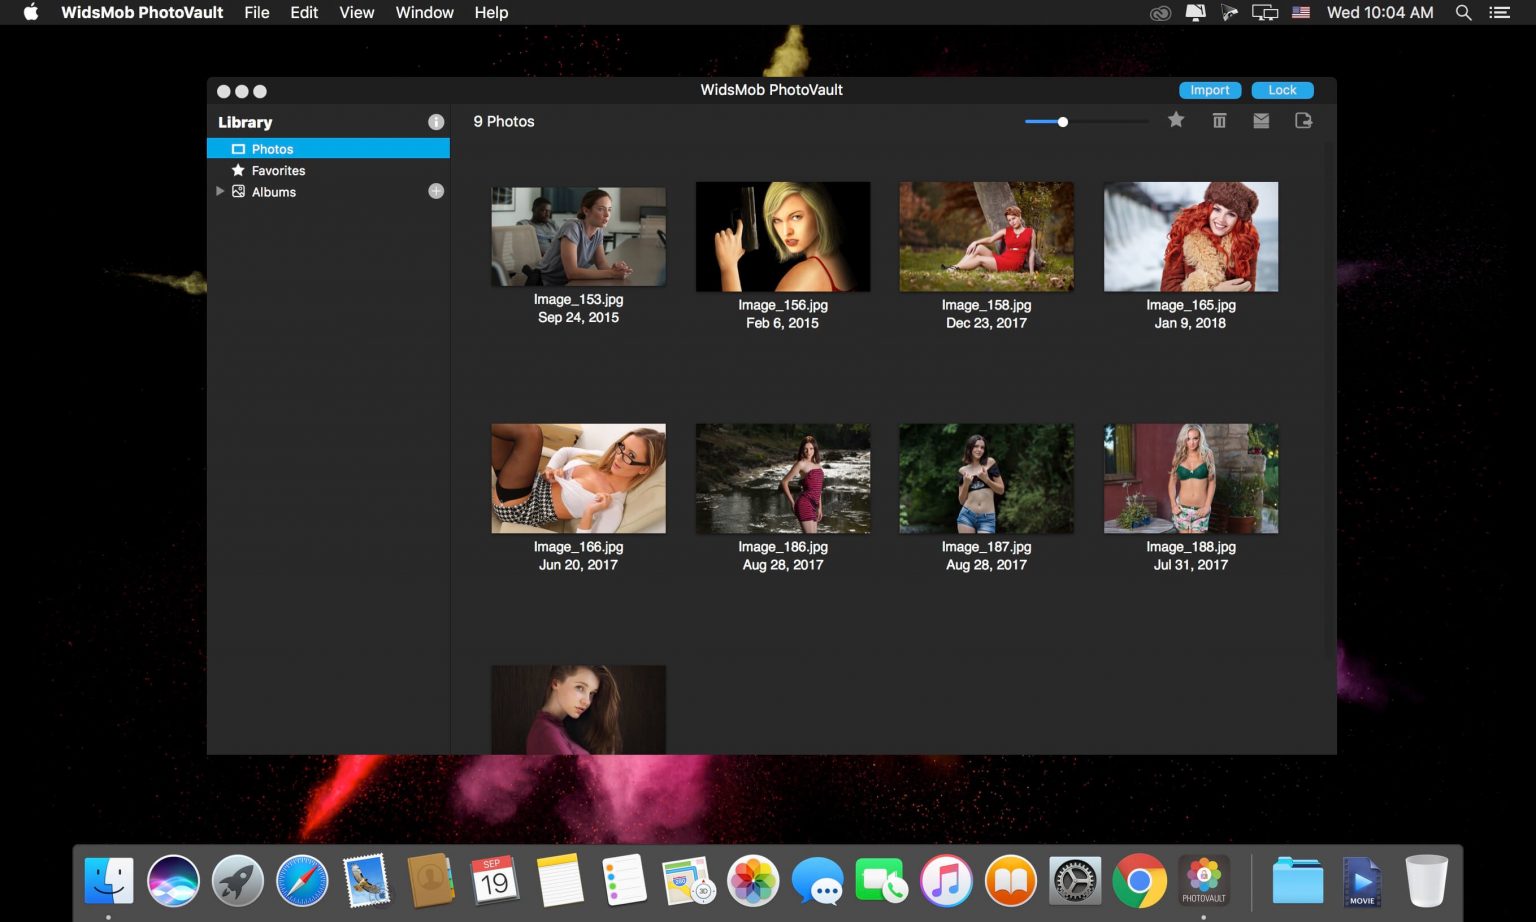 WidsMob PhotoVault File Edit View Window Help Wed 10:04 AM
WidsMob PhotoVault Import Lock
Library 9 Photos
Photos
Favorites
Albums
Image_153.jpg
Sep 24, 2015
Image_156.jpg
Feb 6, 2015
Image_158.jpg
Dec 23, 2017
Image_165.jpg
Jan 9, 2018
Image_166.jpg
Jun 20, 2017
Image_186.jpg
Aug 28, 2017
Image_187.jpg
Aug 28, 2017
Image_188.jpg
Jul 31, 2017
SEP
19
280
3D
PHOTOVAULT
MOVIE